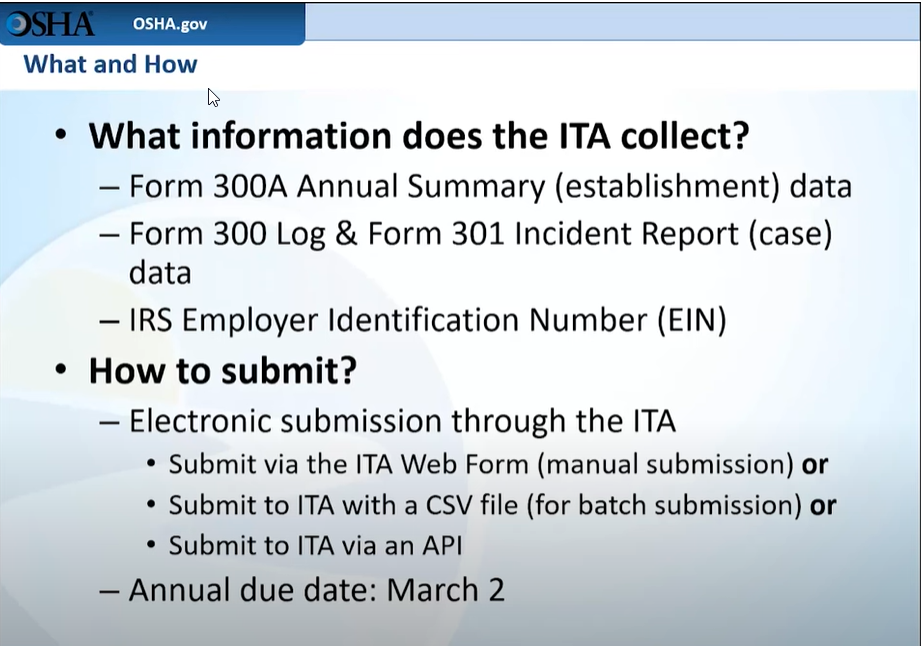 OSHA® OSHA.gov
What and How
• What information does the ITA collect?
– Form 300A Annual Summary (establishment) data
– Form 300 Log & Form 301 Incident Report (case)
data
– IRS Employer Identification Number (EIN)
• How to submit?
– Electronic submission through the ITA
• Submit via the ITA Web Form (manual submission) or
• Submit to ITA with a CSV file (for batch submission) or
• Submit to ITA via an API
– Annual due date: March 2